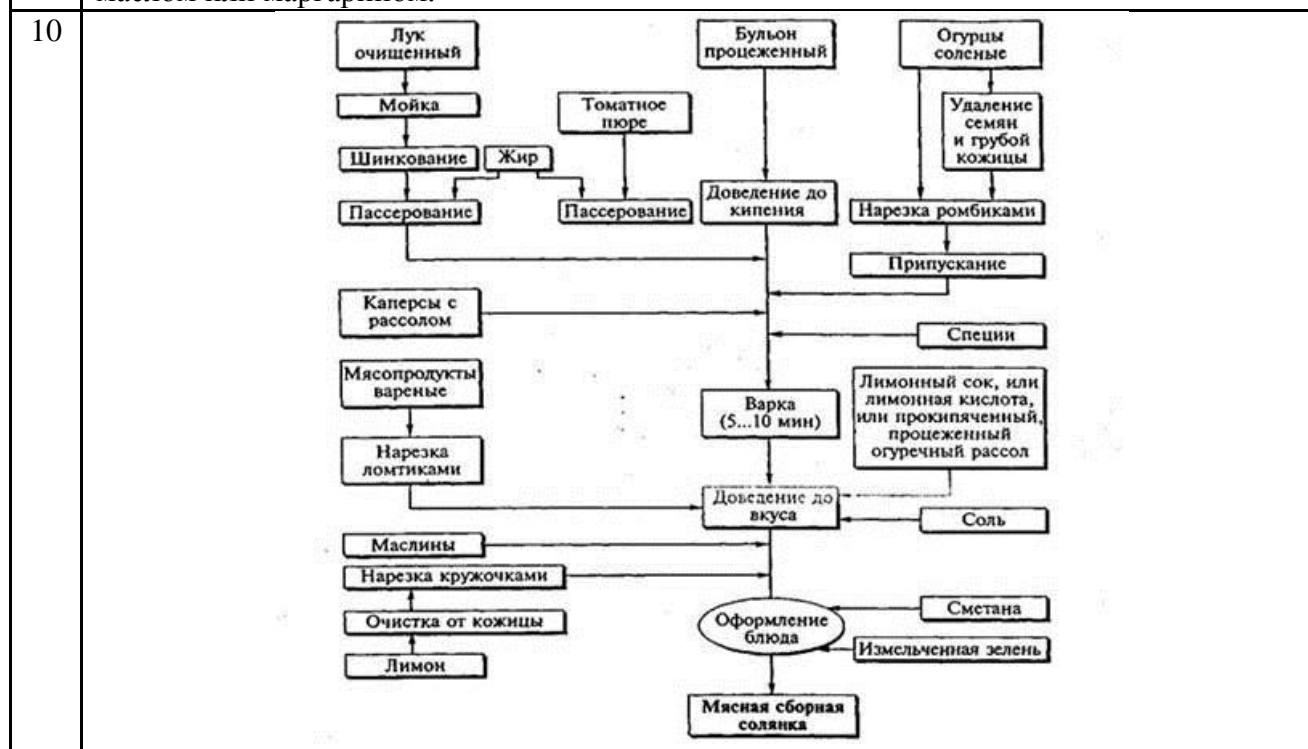 маслом или маргарином.
10
Лук
очищенный
Бульон
процеженный
Огурцы
соленые
Мойка
Томатное
пюре
Удаление
семян
и грубой
кожицы
Шинкование
Жир
Пассерование
Пассерование
Доведение до
кипения
Нарезка ромбиками
Припускание
Каперсы с
рассолом
Специи
Мясопродукты
вареные
Лимонный сок, или
лимонная кислота,
или прокипяченный,
процеженный
огуречный рассол
Варка
(5...10 мин)
Нарезка
ломтиками
Доведение до
вкуса
Соль
Маслины
Нарезка кружочками
Сметана
Очистка от кожицы
Оформление
блюда
Измельченная зелень
Лимон
Мясная сборная
солянка